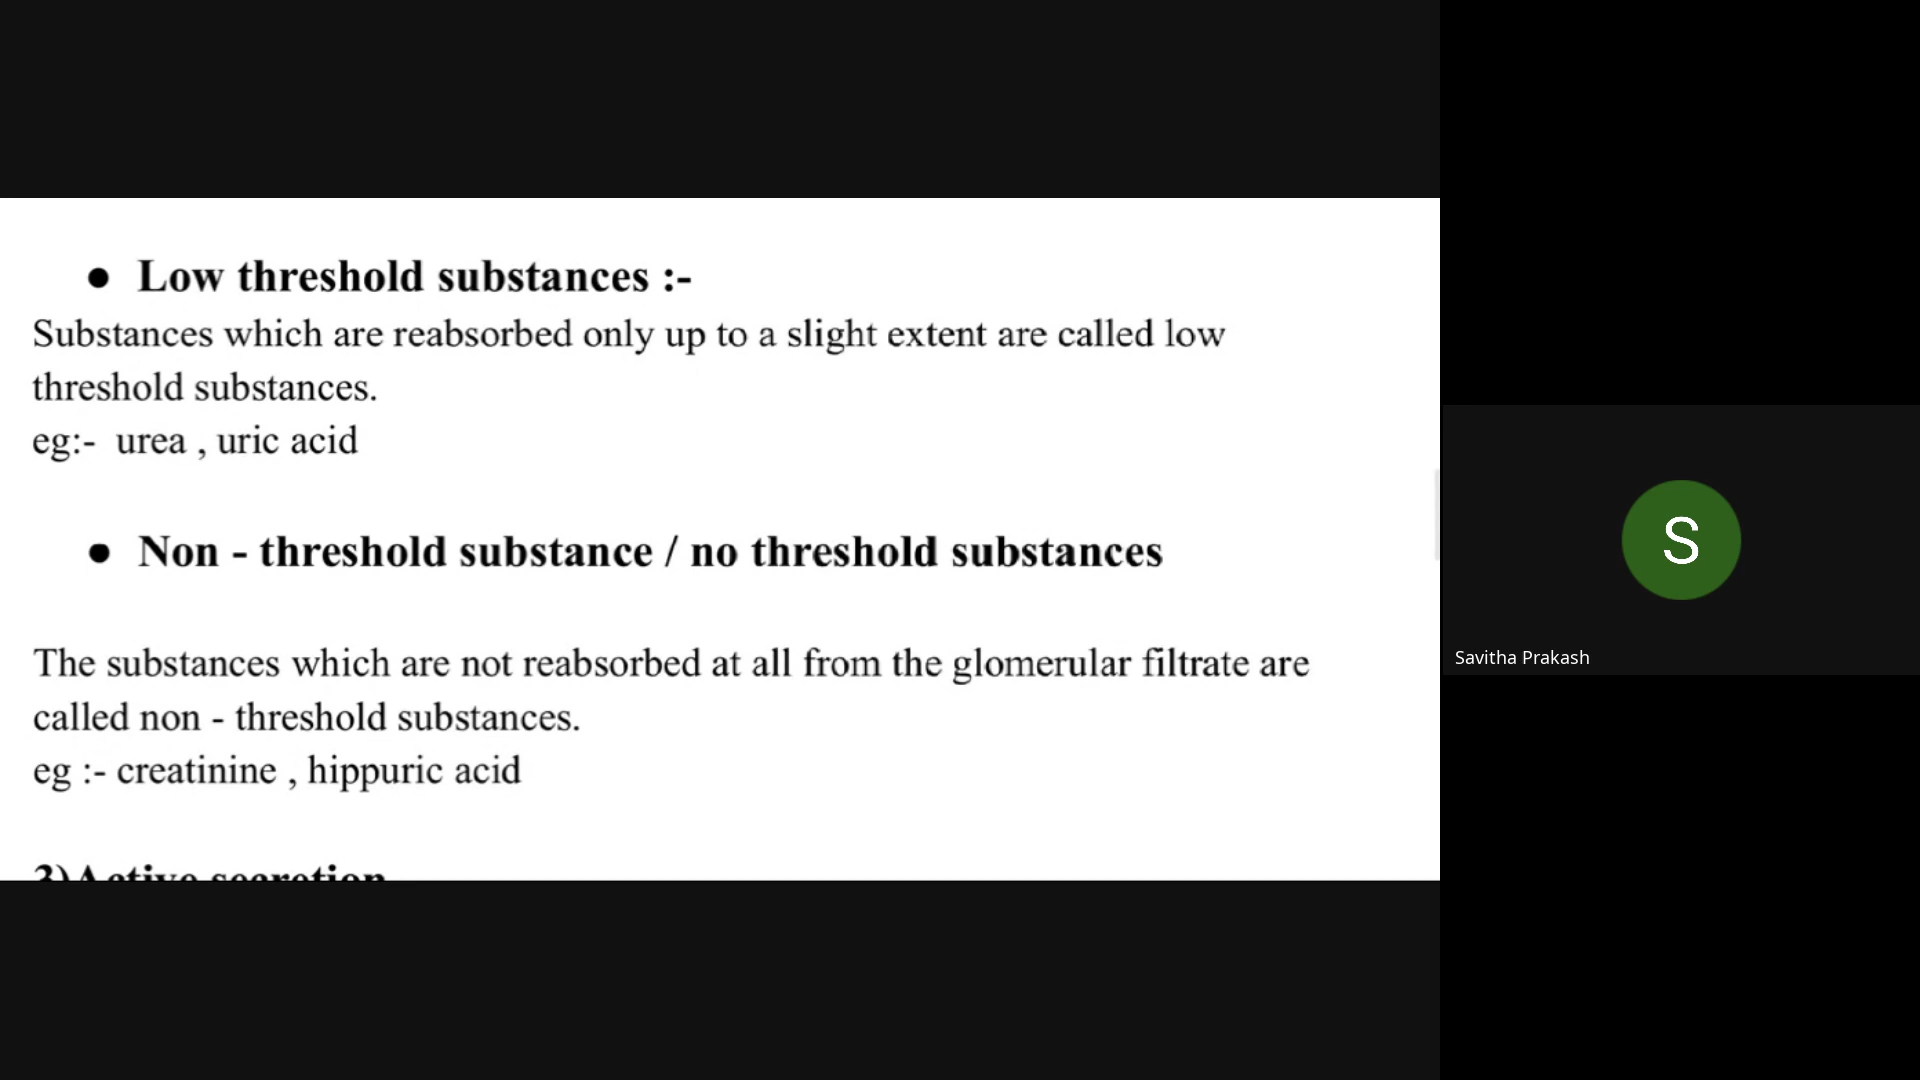 ● Low threshold substances :-
Substances which are reabsorbed only up to a slight extent are called low
threshold substances.
eg:- urea , uric acid
● Non - threshold substance / no threshold substances
The substances which are not reabsorbed at all from the glomerular filtrate are
called non - threshold substances.
eg :- creatinine , hippuric acid
3)Active secretion
S
Savitha Prakash